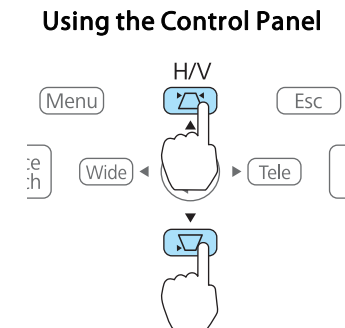 Using the Control Panel
H/V
Menu
Esc
Wide
Tele